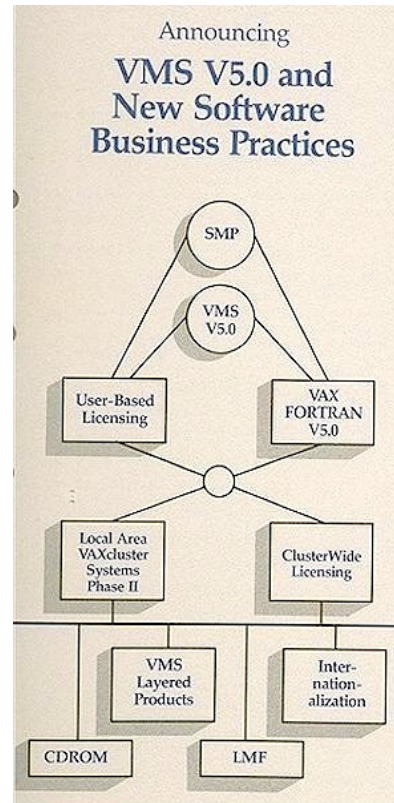 Announcing
VMS V5.0 and
New Software
Business Practices
SMP
VMS
V5.0
User-Based
Licensing
VAX
FORTRAN
V5.0
Local Area
VAXcluster
Systems
Phase II
ClusterWide
Licensing
VMS
Layered
Products
Inter-
nation-
alization
CDROM
LMF